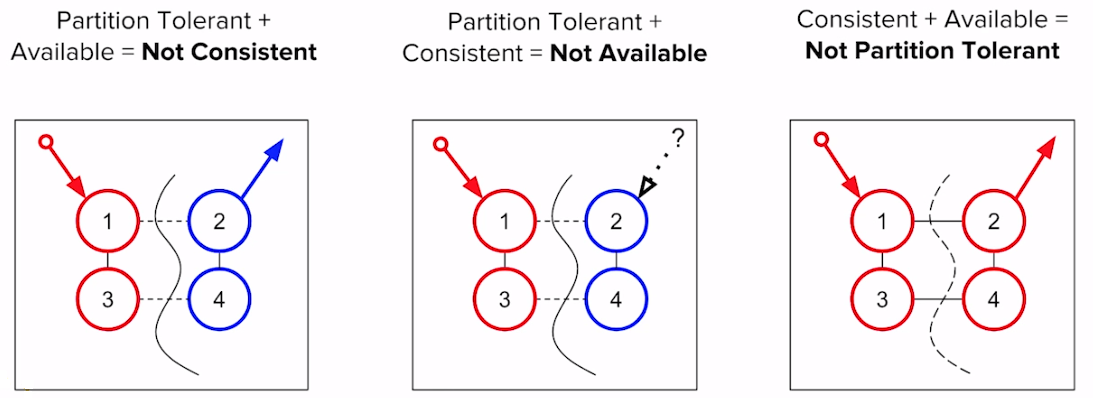 Partition Tolerant +
Available = Not Consistent
Partition Tolerant +
Consistent = Not Available
Consistent + Available =
Not Partition Tolerant
1
2
3
4
?
1
2
3
4
1
2
3
4